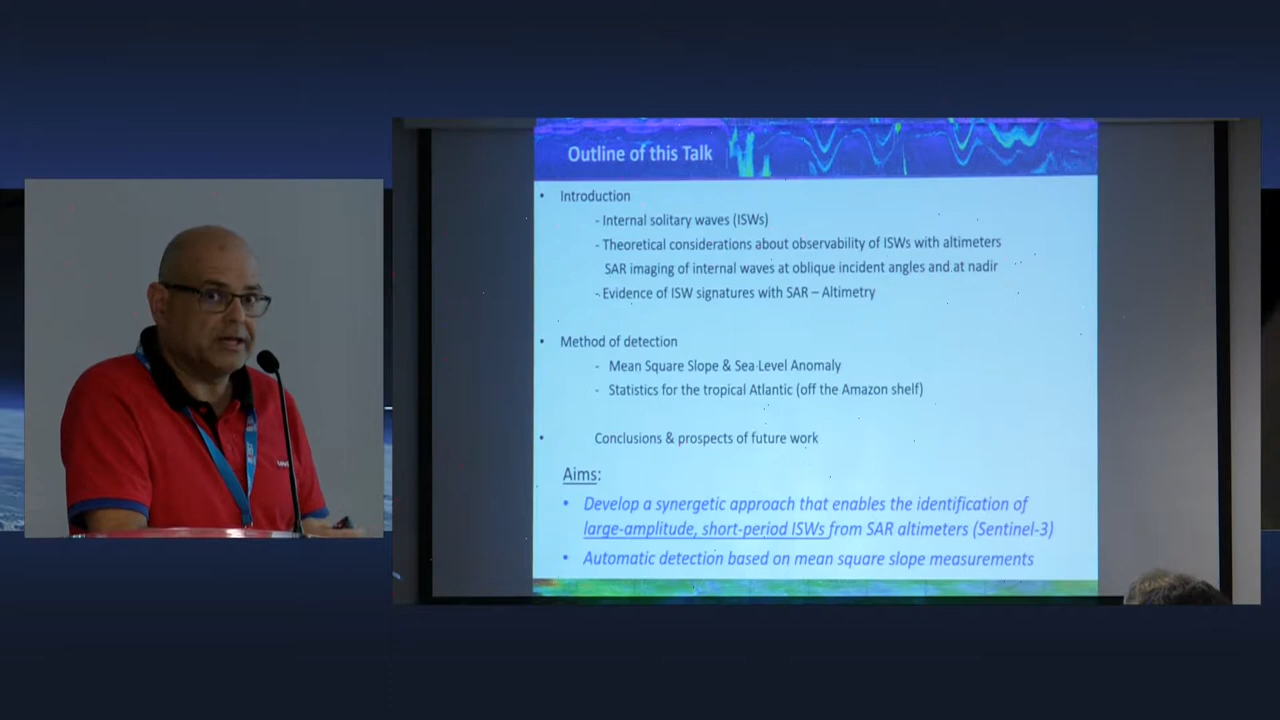 Outline of this Talk
• Introduction
- Internal solitary waves (ISWs)
- Theoretical considerations about observability of ISWs with altimeters
SAR imaging of internal waves at oblique incident angles and at nadir
- Evidence of ISW signatures with SAR – Altimetry
• Method of detection
- Mean Square Slope & Sea Level Anomaly
- Statistics for the tropical Atlantic (off the Amazon shelf)
• Conclusions & prospects of future work
Aims:
• Develop a synergetic approach that enables the identification of
large-amplitude, short-period ISWs from SAR altimeters (Sentinel-3)
• Automatic detection based on mean square slope measurements